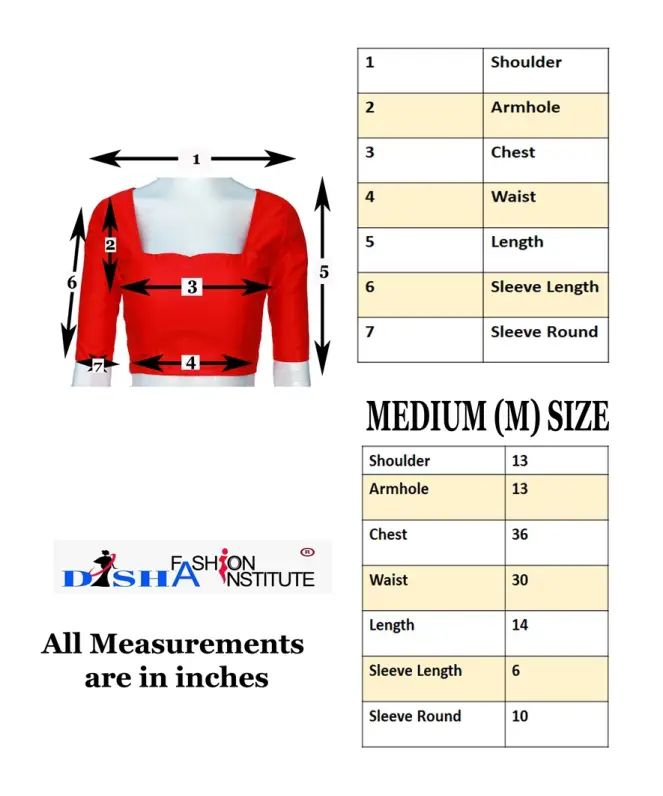 1 Shoulder
2 Armhole
3 Chest
4 Waist
5 Length
6 Sleeve Length
7 Sleeve Round
1
2
3
4
5
6
7
MEDIUM (M) SIZE
Shoulder 13
Armhole 13
Chest 36
Waist 30
Length 14
Sleeve Length 6
Sleeve Round 10
DISHA FASHION INSTITUTE ®
All Measurements
are in inches